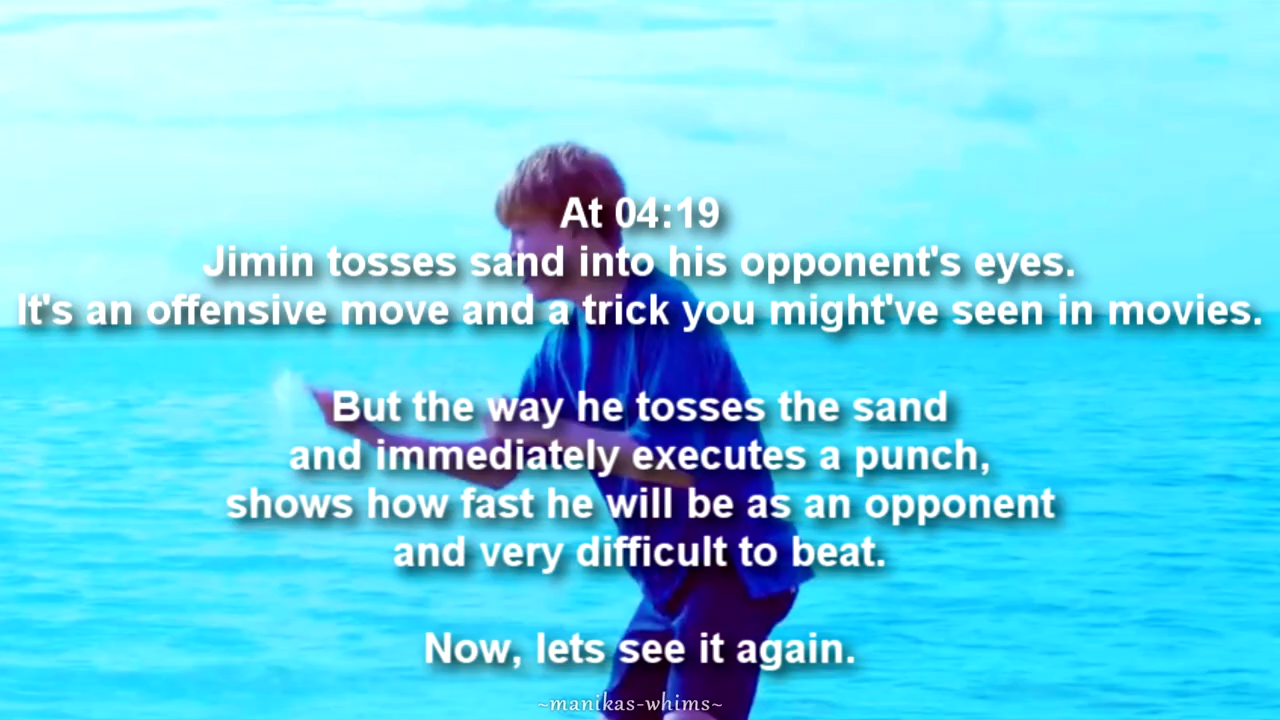 At 04:19
Jimin tosses sand into his opponent's eyes.
It's an offensive move and a trick you might've seen in movies.
But the way he tosses the sand
and immediately executes a punch,
shows how fast he will be as an opponent
and very difficult to beat.
Now, lets see it again.
~manikas-whims~